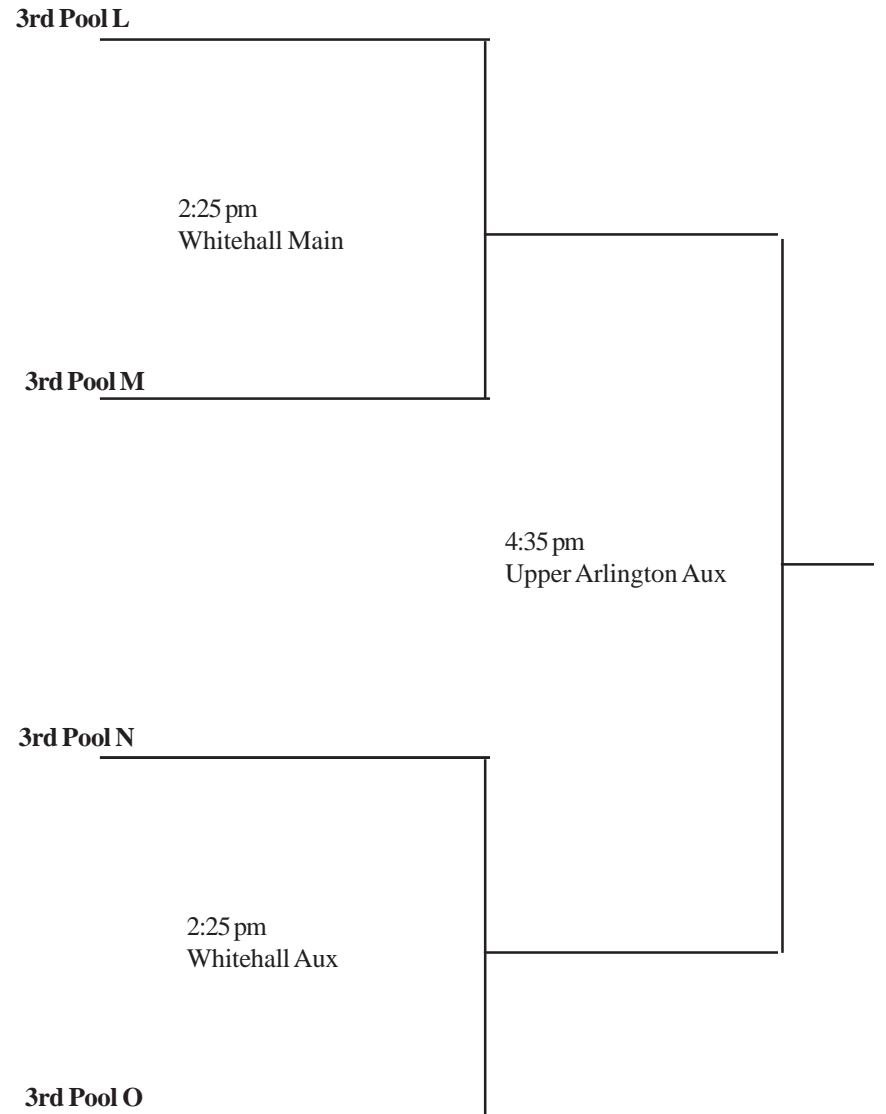 3rd Pool L
2:25 pm
Whitehall Main
3rd Pool M
4:35 pm
Upper Arlington Aux
3rd Pool N
2:25 pm
Whitehall Aux
3rd Pool O